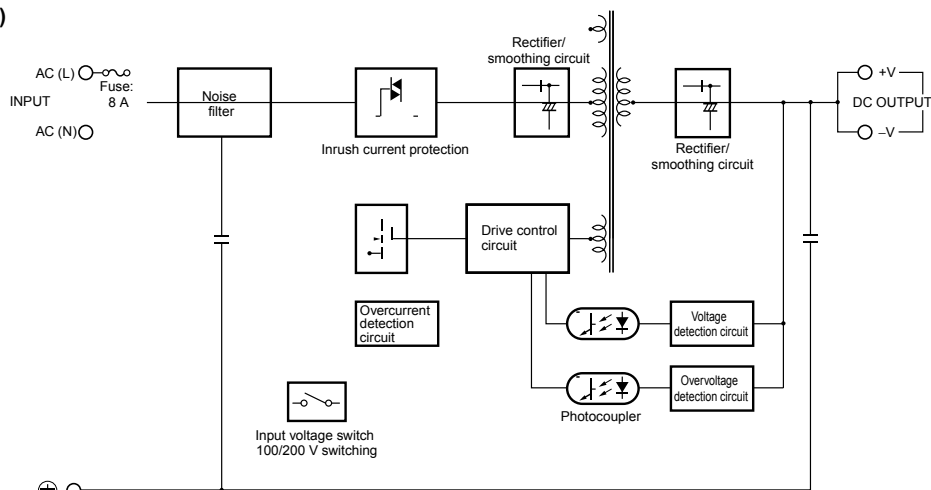 )
AC (L)
Fuse:
8 A
INPUT
AC (N)
Noise
filter
Inrush current protection
Rectifier/
smoothing circuit
Rectifier/
smoothing circuit
+V
DC OUTPUT
–V
Drive control
circuit
Overcurrent
detection
circuit
Voltage
detection circuit
Overvoltage
detection circuit
Photocoupler
Input voltage switch
100/200 V switching